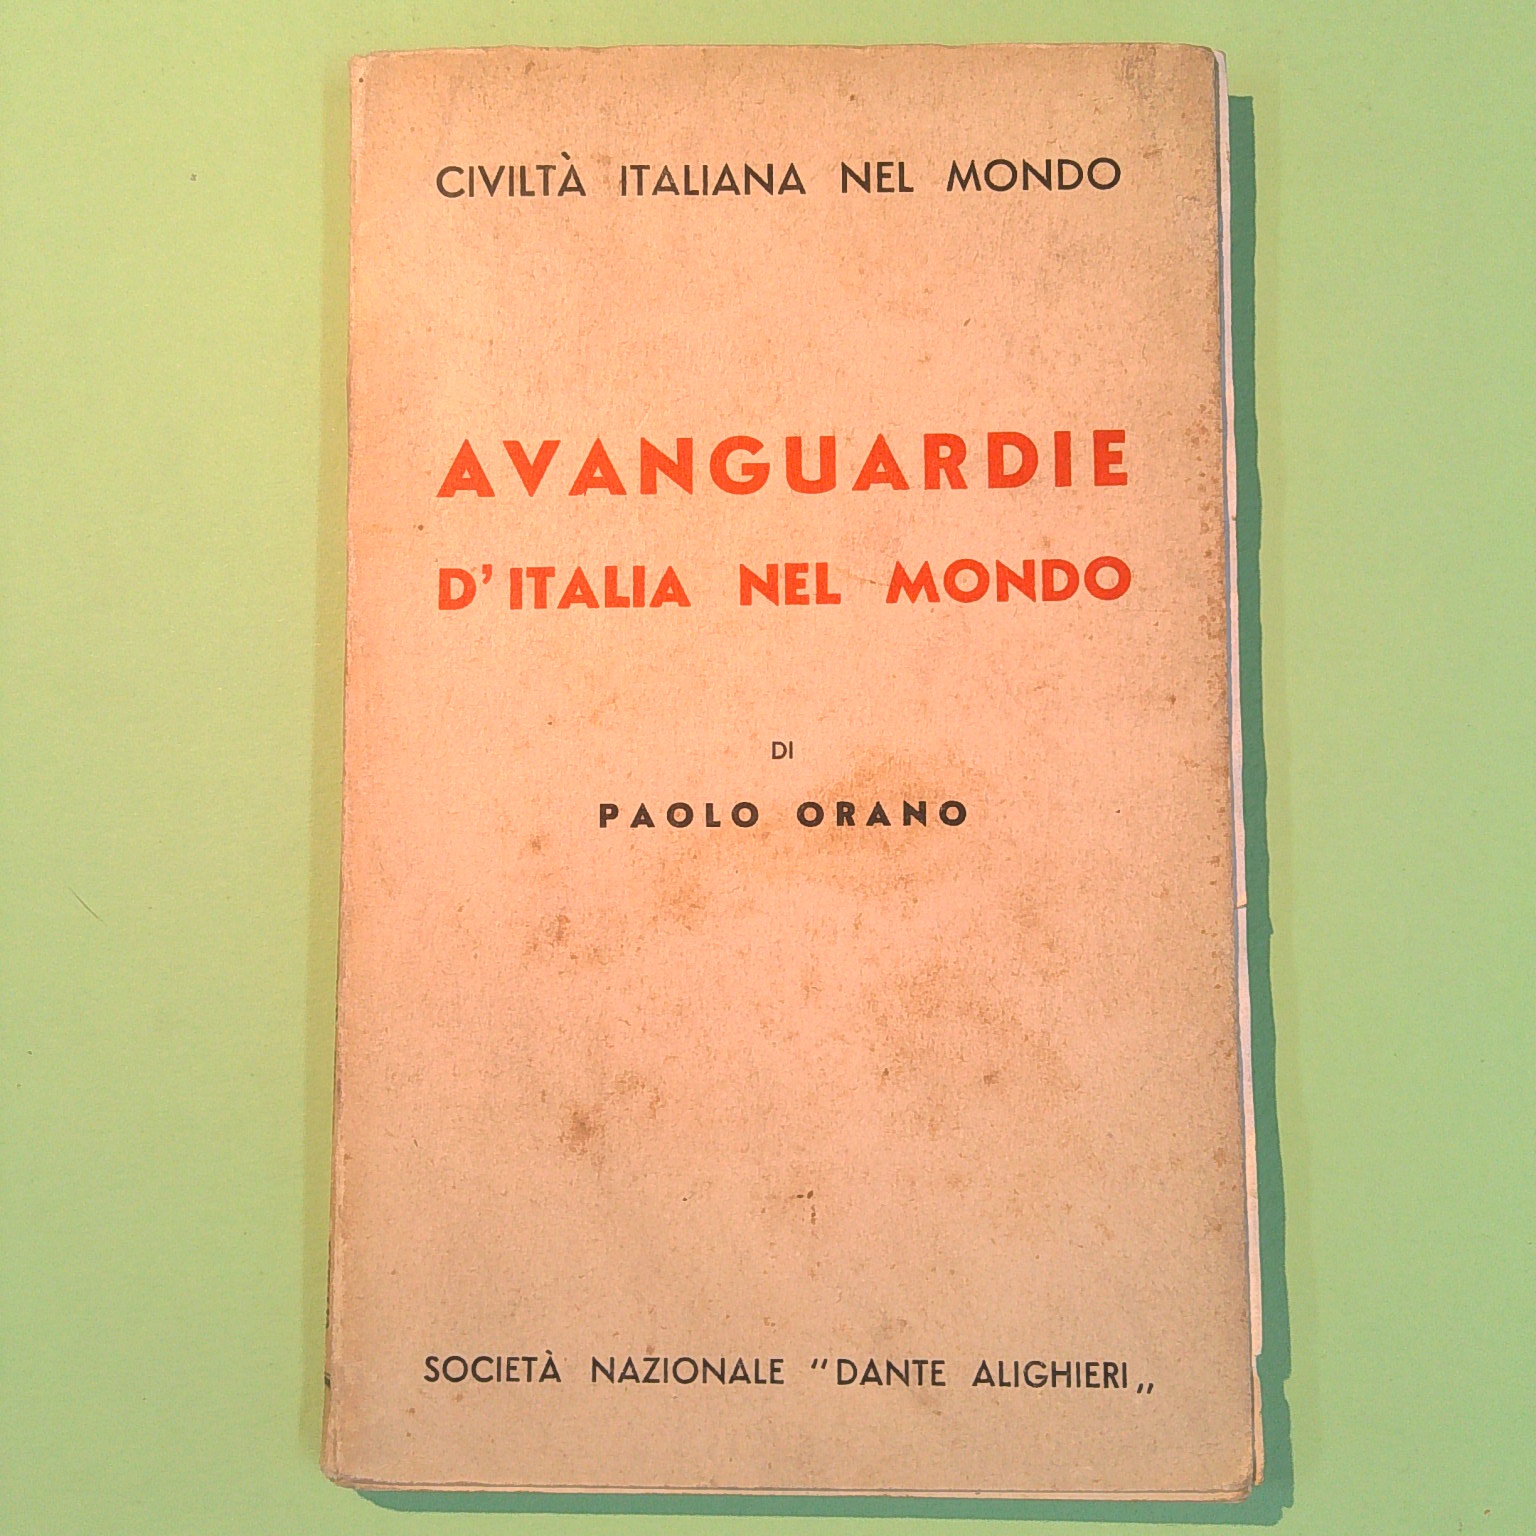 CIVILTÀ ITALIANA NEL MONDO
AVANGUARDIE
D'ITALIA NEL MONDO
DI
PAOLO ORANO
SOCIETÀ NAZIONALE "DANTE ALIGHIERI„